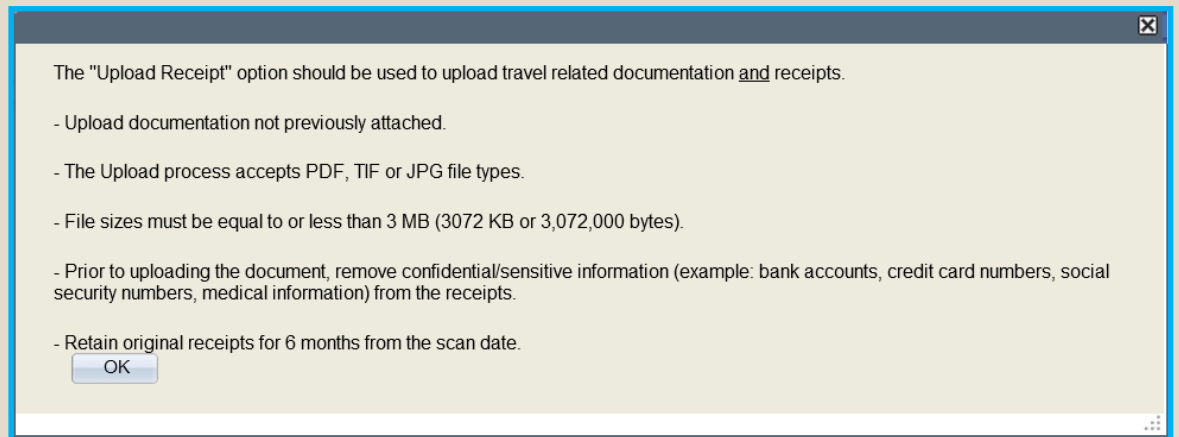 The "Upload Receipt" option should be used to upload travel related documentation and receipts.
- Upload documentation not previously attached.
- The Upload process accepts PDF, TIF or JPG file types.
- File sizes must be equal to or less than 3 MB (3072 KB or 3,072,000 bytes).
- Prior to uploading the document, remove confidential/sensitive information (example: bank accounts, credit card numbers, social
security numbers, medical information) from the receipts.
- Retain original receipts for 6 months from the scan date.
OK